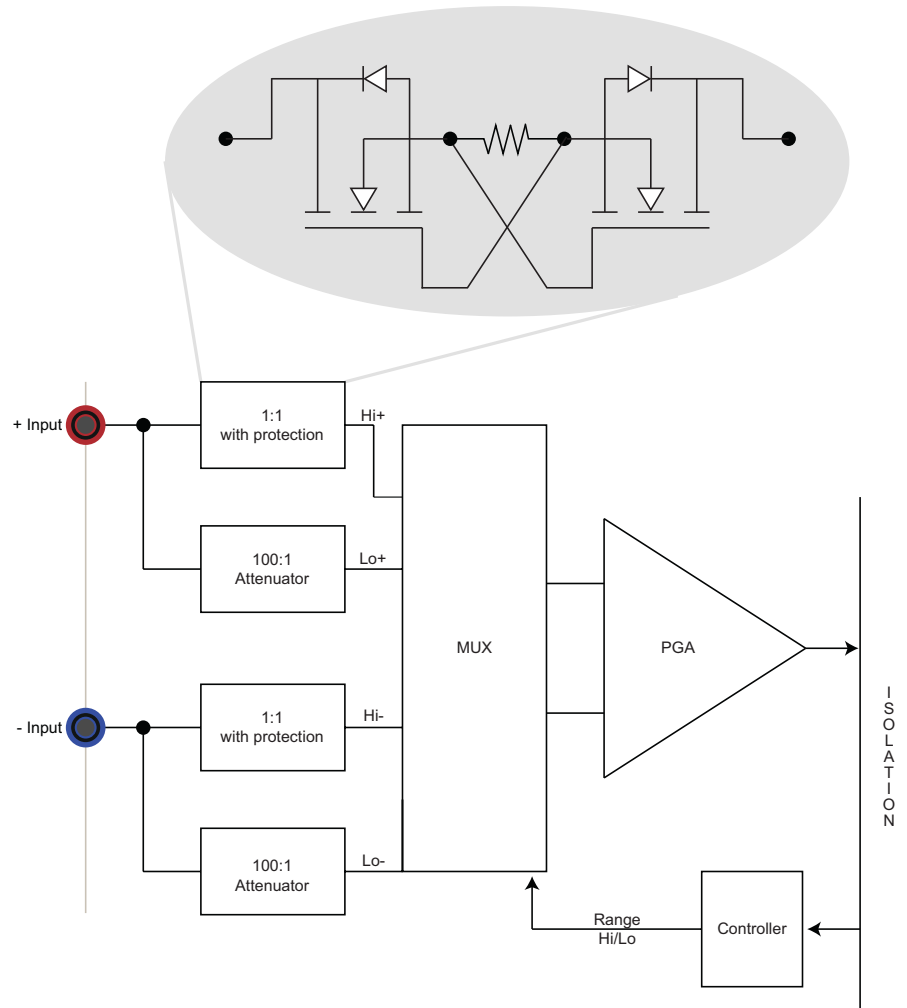 + Input
1:1
with protection
Hi+
100:1
Attenuator
Lo+
MUX
PGA
- Input
1:1
with protection
Hi-
100:1
Attenuator
Lo-
Range
Hi/Lo
Controller
ISOLATION